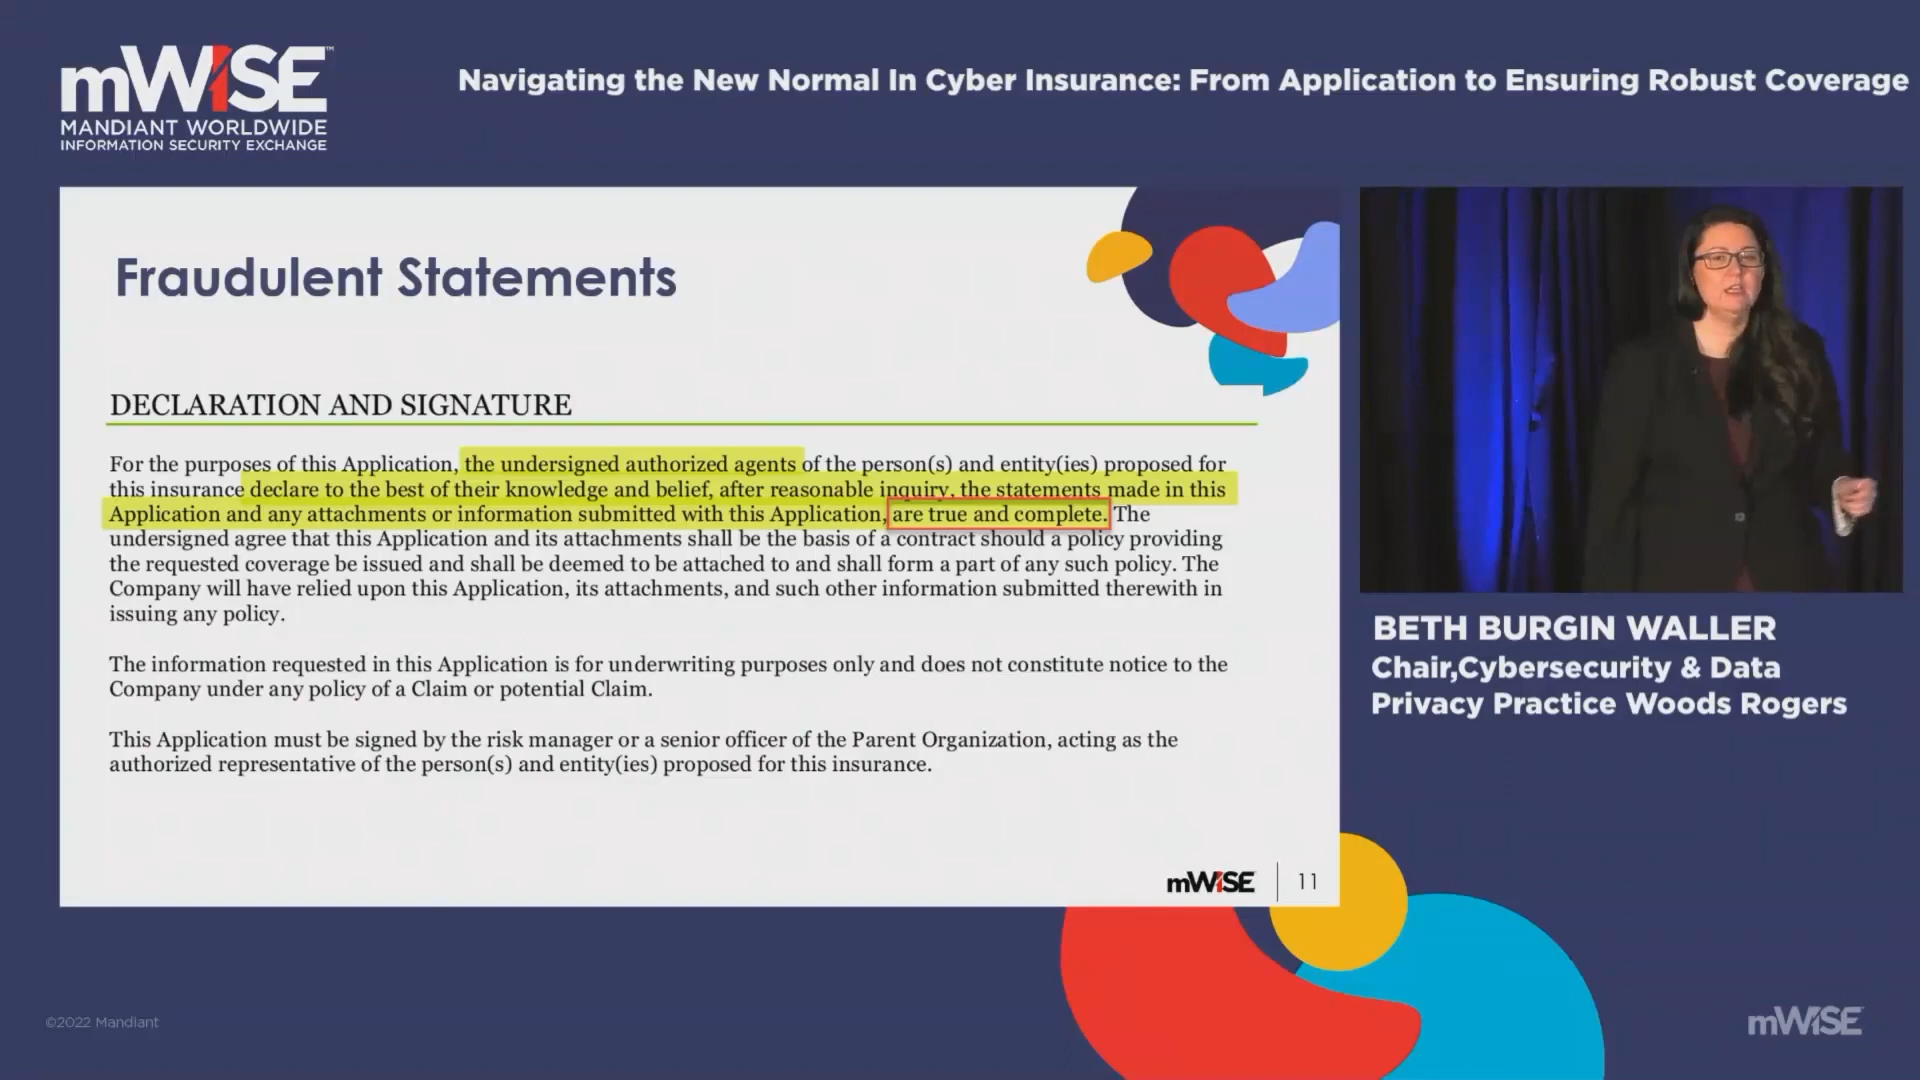 mWISE™
MANDIANT WORLDWIDE
INFORMATION SECURITY EXCHANGE
Navigating the New Normal In Cyber Insurance: From Application to Ensuring Robust Coverage
Fraudulent Statements
DECLARATION AND SIGNATURE
For the purposes of this Application, the undersigned authorized agents of the person(s) and entity(ies) proposed for
this insurance declare to the best of their knowledge and belief, after reasonable inquiry, the statements made in this
Application and any attachments or information submitted with this Application, are true and complete. The
undersigned agree that this Application and its attachments shall be the basis of a contract should a policy providing
the requested coverage be issued and shall be deemed to be attached to and shall form a part of any such policy. The
Company will have relied upon this Application, its attachments, and such other information submitted therewith in
issuing any policy.
The information requested in this Application is for underwriting purposes only and does not constitute notice to the
Company under any policy of a Claim or potential Claim.
This Application must be signed by the risk manager or a senior officer of the Parent Organization, acting as the
authorized representative of the person(s) and entity(ies) proposed for this insurance.
mWISE
11
BETH BURGIN WALLER
Chair,Cybersecurity & Data
Privacy Practice Woods Rogers
©2022 Mandiant
mWISE